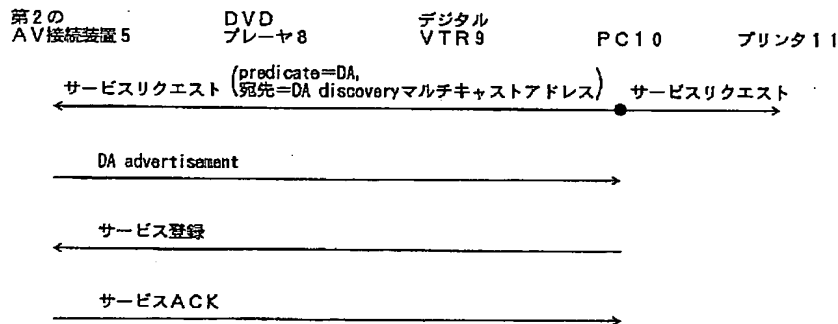 第2の
AV接続装置5
DVD
プレーヤ8
デジタル
VTR9
PC10
プリンタ11
サービスリクエスト (predicate=DA,
宛先=DA discoveryマルチキャストアドレス)
サービスリクエスト
DA advertisement
サービス登録
サービスACK